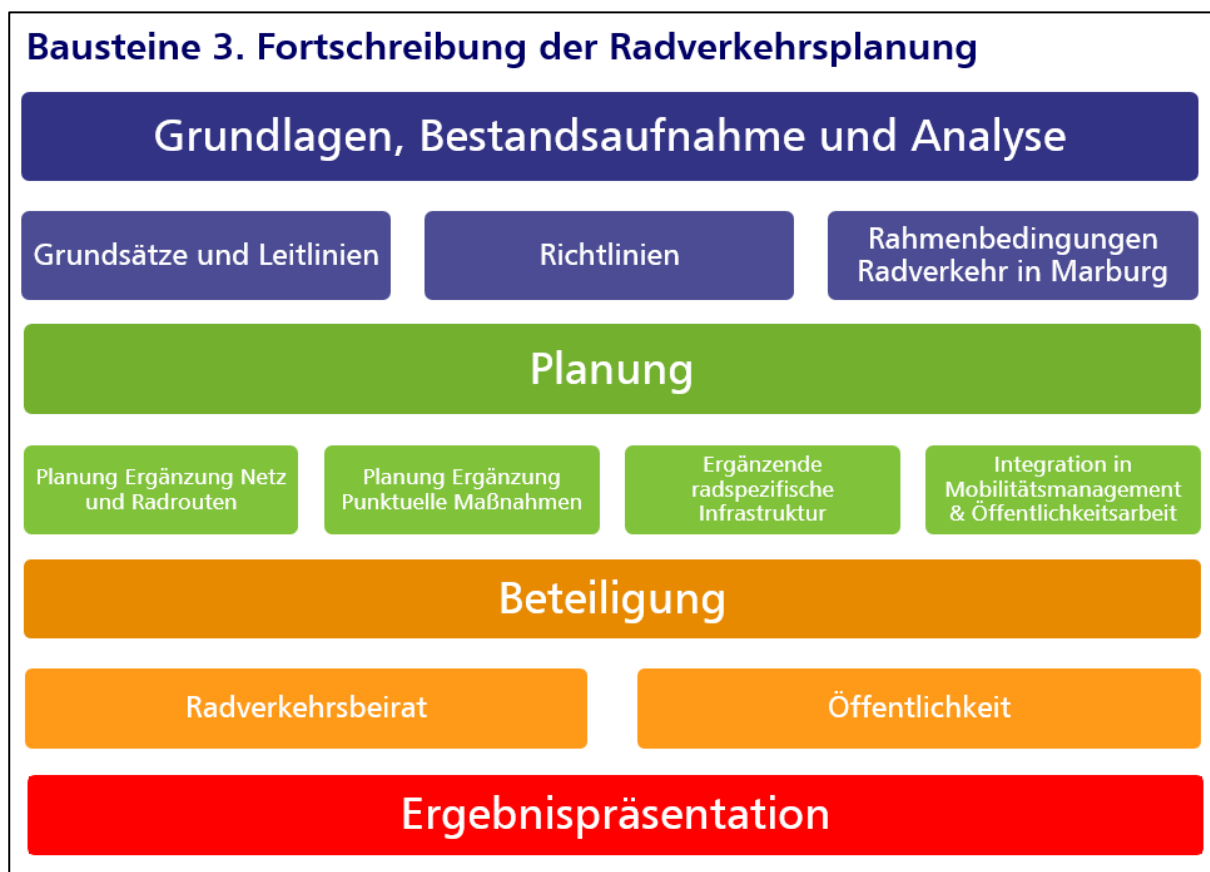 Bausteine 3. Fortschreibung der Radverkehrsplanung
Grundlagen, Bestandsaufnahme und Analyse
Grundsätze und Leitlinien
Richtlinien
Rahmenbedingungen
Radverkehr in Marburg
Planung
Planung Ergänzung Netz
und Radrouten
Planung Ergänzung
Punktuelle Maßnahmen
Ergänzende
radspezifische
Infrastruktur
Integration in
Mobilitätsmanagement
& Öffentlichkeitsarbeit
Beteiligung
Radverkehrsbeirat
Öffentlichkeit
Ergebnispräsentation